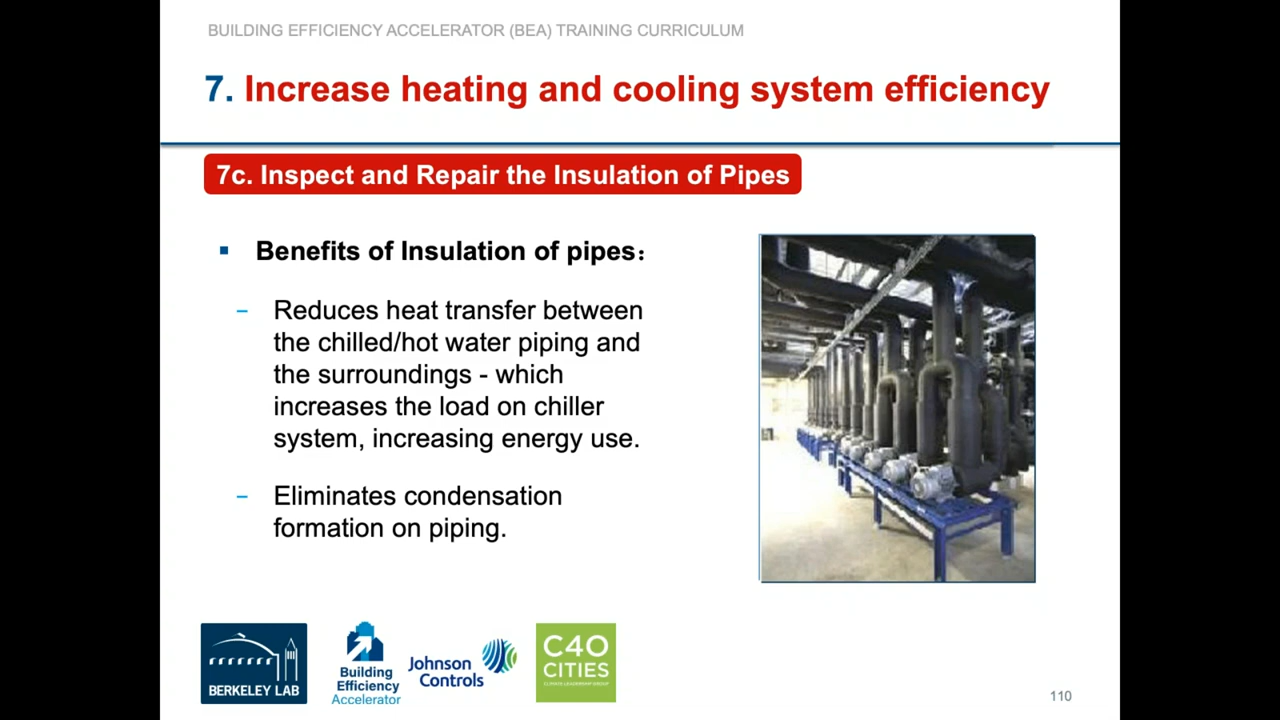 BUILDING EFFICIENCY ACCELERATOR (BEA) TRAINING CURRICULUM
7. Increase heating and cooling system efficiency
7c. Inspect and Repair the Insulation of Pipes
▪ Benefits of Insulation of pipes：
– Reduces heat transfer between
the chilled/hot water piping and
the surroundings - which
increases the load on chiller
system, increasing energy use.
– Eliminates condensation
formation on piping.
BERKELEY LAB
Building
Efficiency
Accelerator
Johnson
Controls
C40
CITIES
CLIMATE LEADERSHIP GROUP
110